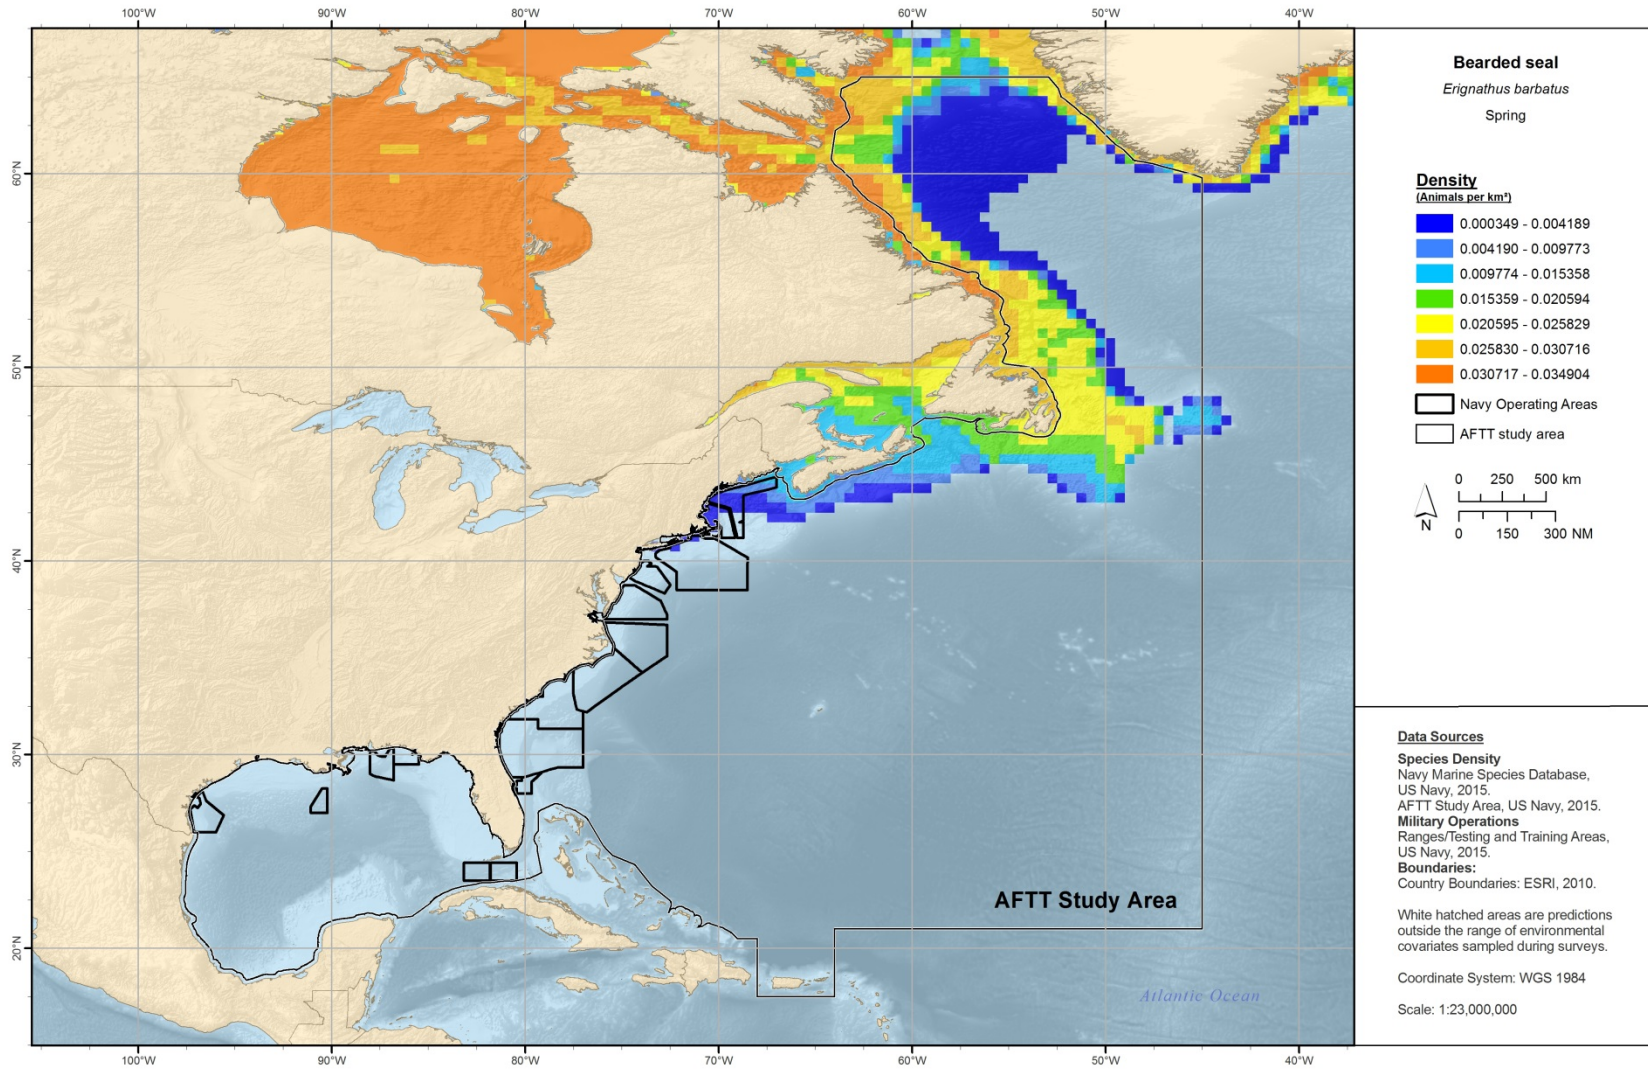 100°W
90°W
80°W
70°W
60°W
50°W
40°W
60°N
50°N
40°N
30°N
20°N
60°N
50°N
40°N
30°N
20°N
AFTT Study Area
Atlantic Ocean
100°W
90°W
80°W
70°W
60°W
50°W
40°W
Bearded seal
Erignathus barbatus
Spring
Density
(Animals per km²)
0.000349 - 0.004189
0.004190 - 0.009773
0.009774 - 0.015358
0.015359 - 0.020594
0.020595 - 0.025829
0.025830 - 0.030716
0.030717 - 0.034904
Navy Operating Areas
AFTT study area
N
0 250 500 km
0 150 300 NM
Data Sources
Species Density
Navy Marine Species Database,
US Navy, 2015.
AFTT Study Area, US Navy, 2015.
Military Operations
Ranges/Testing and Training Areas,
US Navy, 2015.
Boundaries:
Country Boundaries: ESRI, 2010.
White hatched areas are predictions
outside the range of environmental
covariates sampled during surveys.
Coordinate System: WGS 1984
Scale: 1:23,000,000